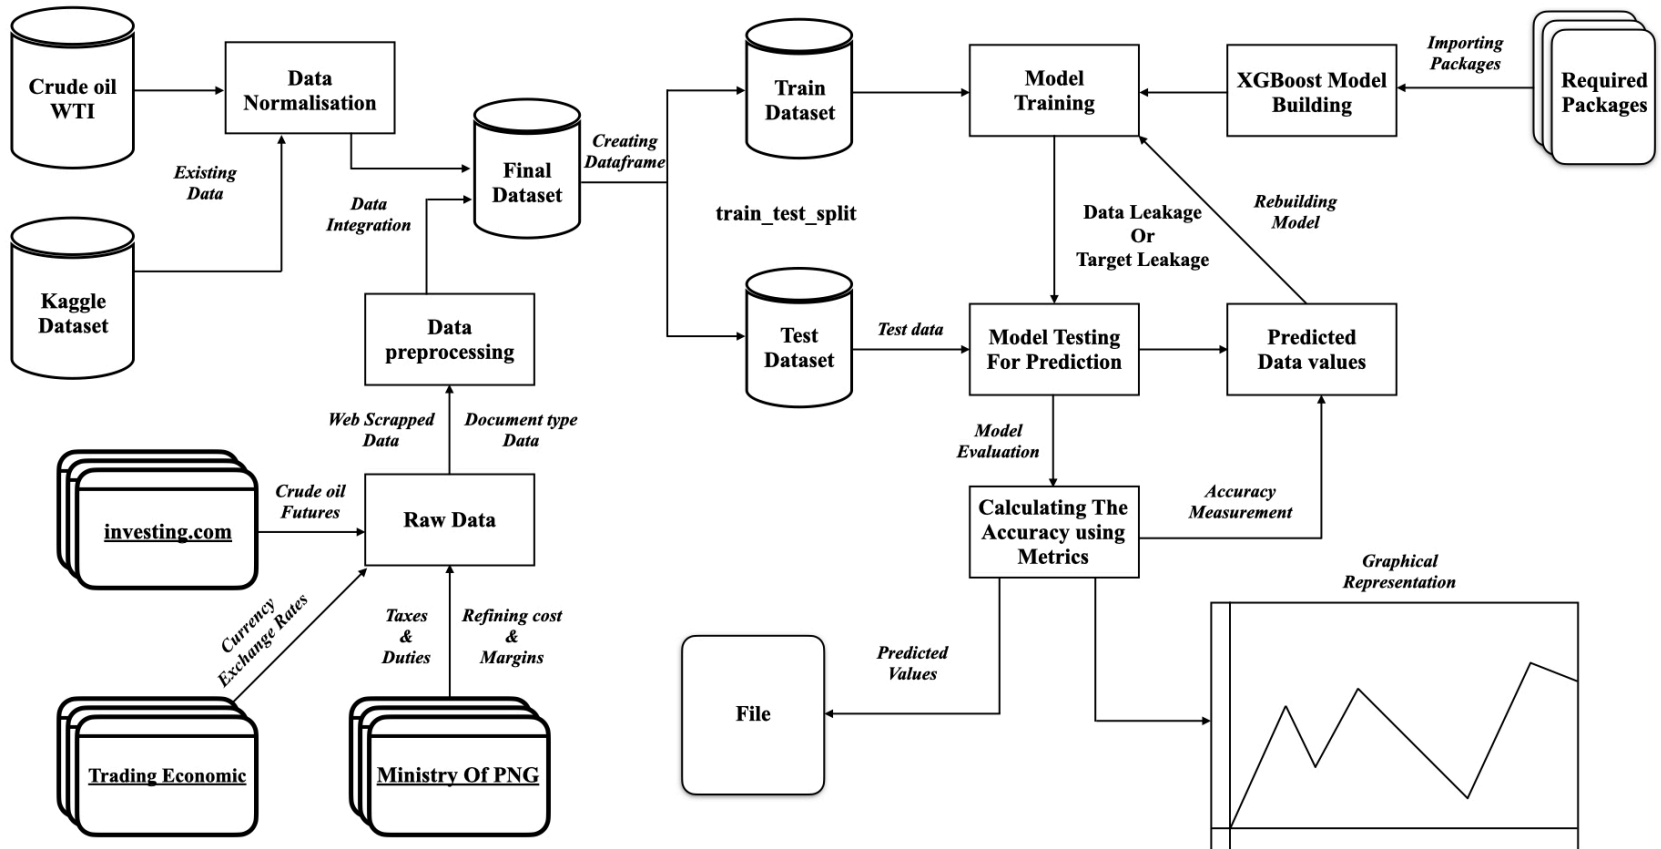 Crude oil
WTI
Data
Normalisation
Existing
Data
Kaggle
Dataset
Data
Integration
Final
Dataset
Creating
Dataframe
Train
Dataset
train_test_split
Test
Dataset
Test data
Model
Training
XGBoost Model
Building
Importing
Packages
Required
Packages
Data Leakage
Or
Target Leakage
Rebuilding
Model
Model Testing
For Prediction
Predicted
Data values
Data
preprocessing
Web Scrapped
Data
Document type
Data
Raw Data
Crude oil
Futures
investing.com
Currency
Exchange Rates
Taxes
&
Duties
Refining cost
&
Margins
Trading Economic
Ministry Of PNG
Model
Evaluation
Calculating The
Accuracy using
Metrics
Accuracy
Measurement
Predicted
Values
File
Graphical
Representation